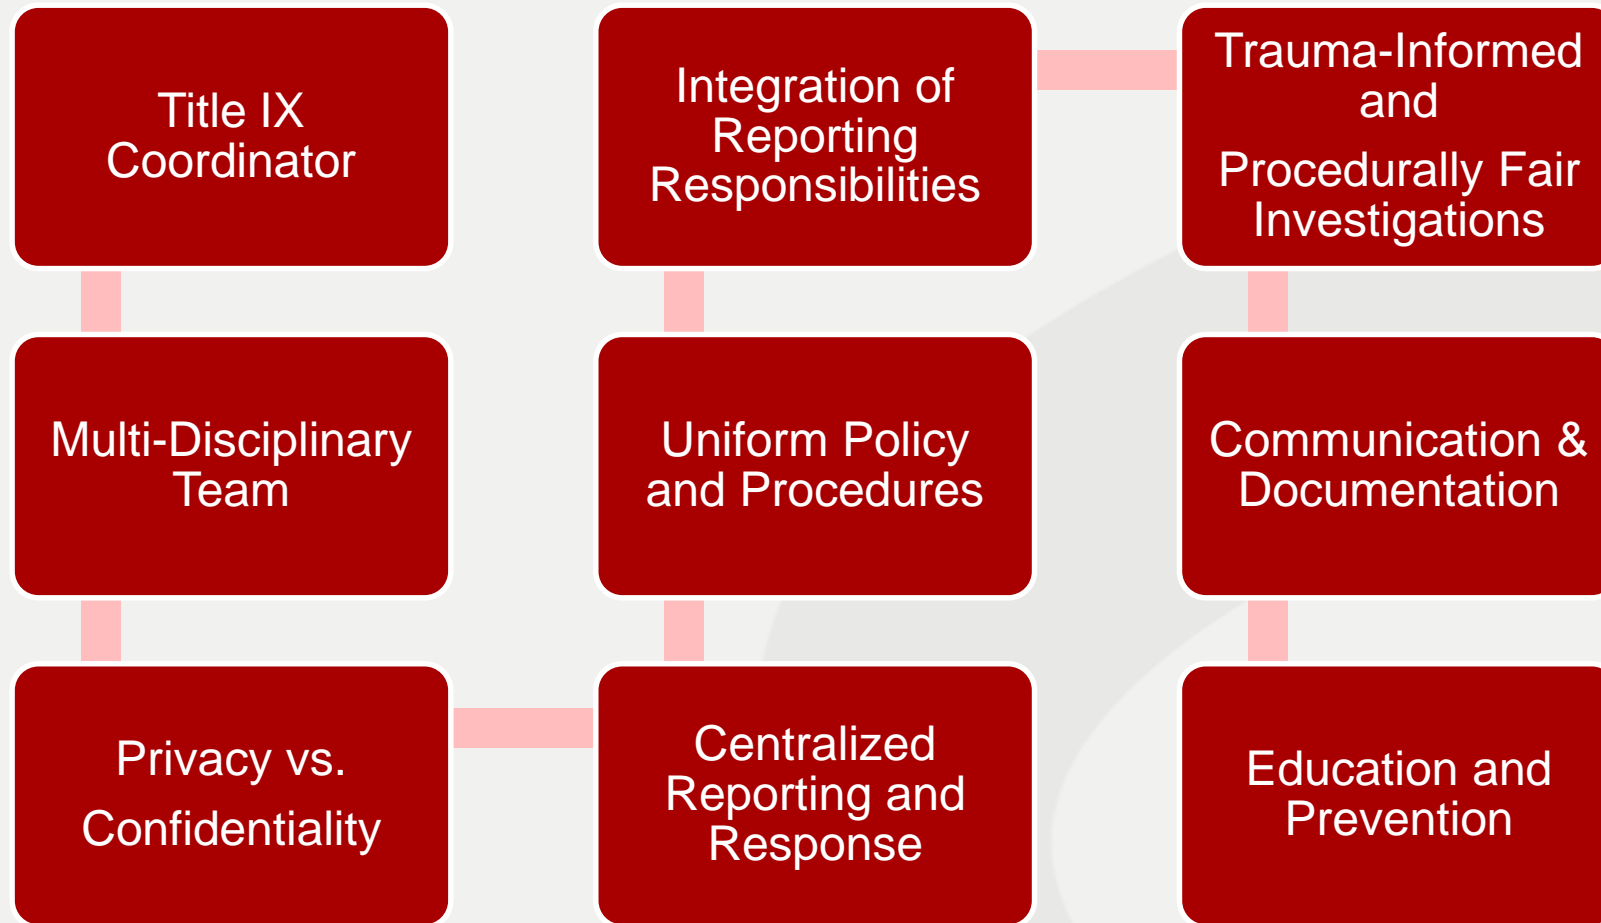 Title IX
Coordinator
Multi-Disciplinary
Team
Privacy vs.
Confidentiality
Centralized
Reporting and
Response
Uniform Policy
and Procedures
Integration of
Reporting
Responsibilities
Trauma-Informed
and
Procedurally Fair
Investigations
Communication &
Documentation
Education and
Prevention